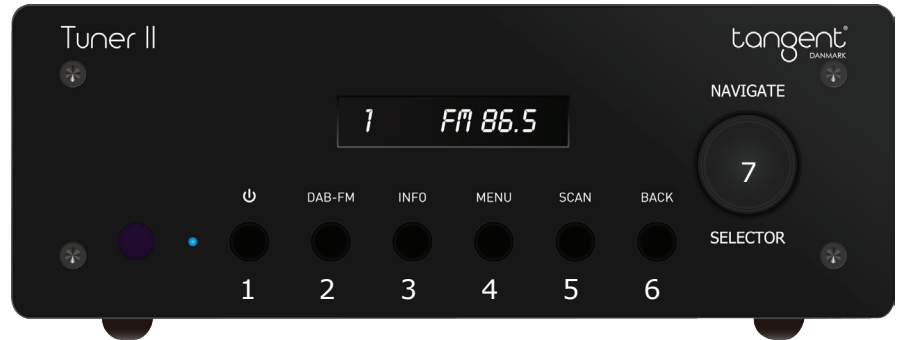 Tuner II
tangent®
DANMARK
NAVIGATE
1 FM 86.5
7
DAB-FM INFO MENU SCAN BACK
SELECTOR
1 2 3 4 5 6